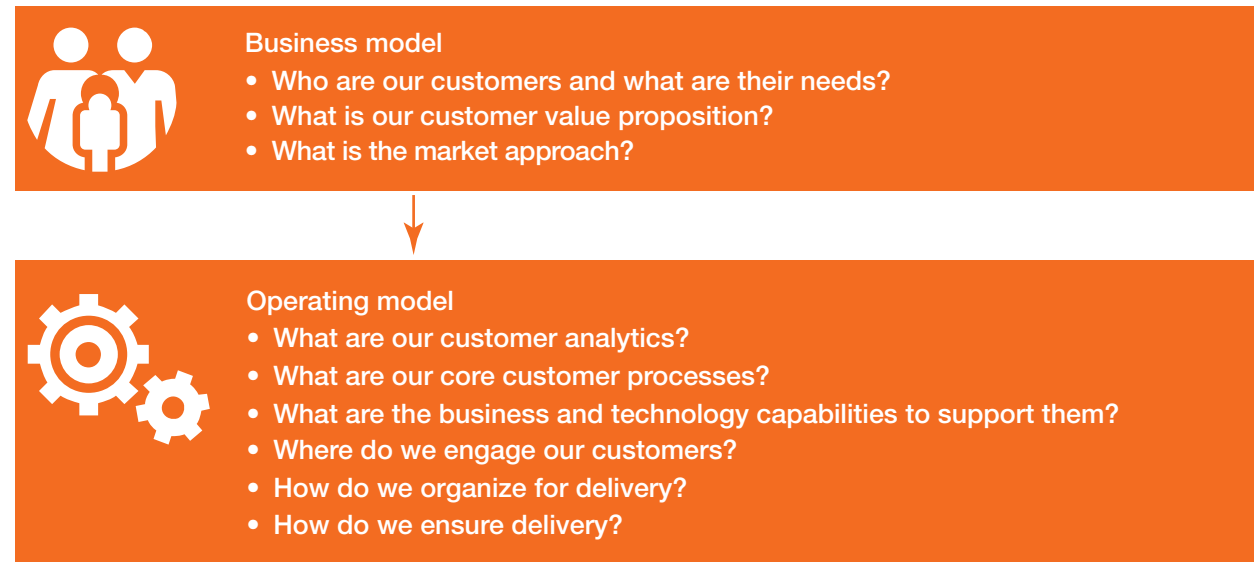 Business model
• Who are our customers and what are their needs?
• What is our customer value proposition?
• What is the market approach?
Operating model
• What are our customer analytics?
• What are our core customer processes?
• What are the business and technology capabilities to support them?
• Where do we engage our customers?
• How do we organize for delivery?
• How do we ensure delivery?